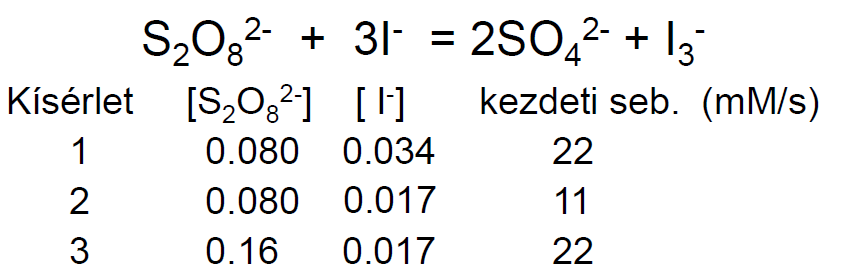 S₂O₈²⁻ + 3I⁻ = 2SO₄²⁻ + I₃⁻
Kísérlet [S₂O₈²⁻] [ I⁻] kezdeti seb. (mM/s)
1 0.080 0.034 22
2 0.080 0.017 11
3 0.16 0.017 22